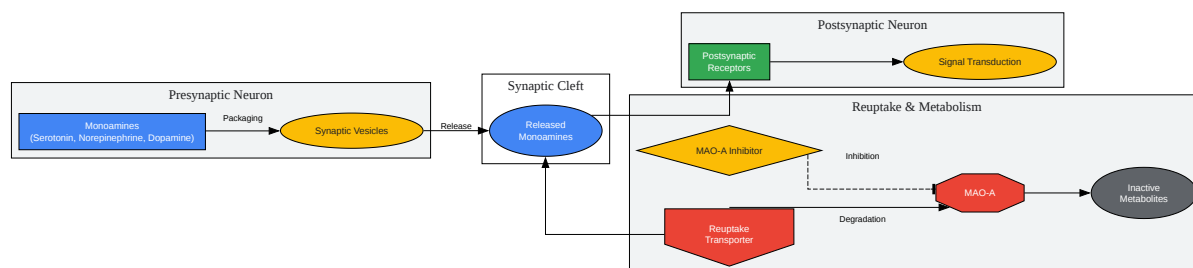 Postsynaptic Neuron
Postsynaptic
Receptors
Signal Transduction
Synaptic Cleft
Released
Monoamines
Presynaptic Neuron
Monoamines
(Serotonin, Norepinephrine, Dopamine)
Packaging
Synaptic Vesicles
Release
Reuptake & Metabolism
MAO-A Inhibitor
Inhibition
MAO-A
Inactive
Metabolites
Degradation
Reuptake
Transporter